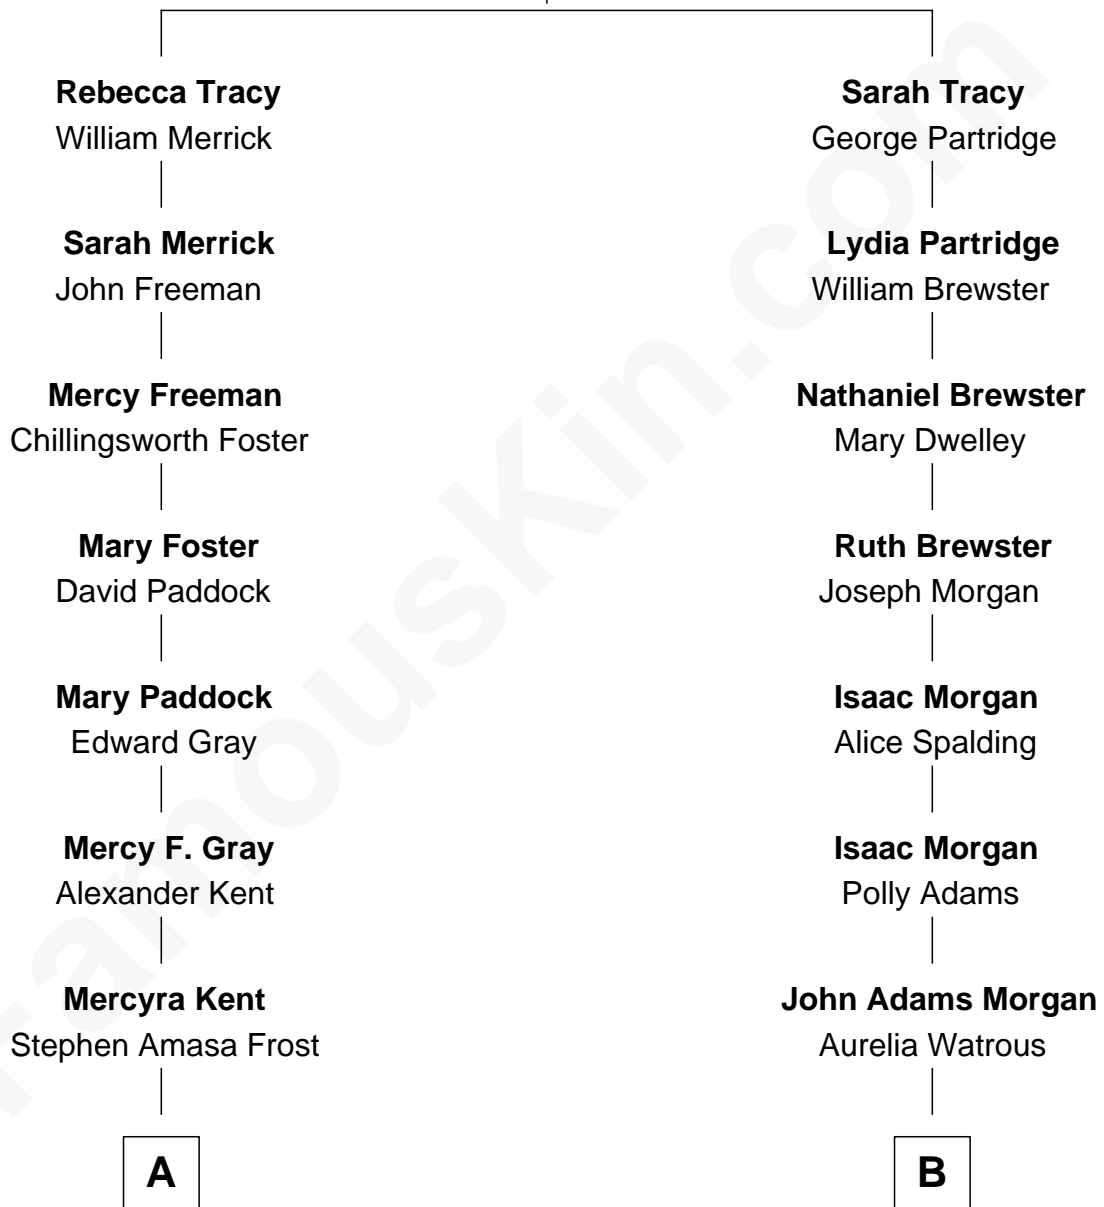 Rebecca Tracy
William Merrick
Sarah Merrick
John Freeman
Mercy Freeman
Chillingsworth Foster
Mary Foster
David Paddock
Mary Paddock
Edward Gray
Mercy F. Gray
Alexander Kent
Mercyra Kent
Stephen Amasa Frost
A
Sarah Tracy
George Partridge
Lydia Partridge
William Brewster
Nathaniel Brewster
Mary Dwelley
Ruth Brewster
Joseph Morgan
Isaac Morgan
Alice Spalding
Isaac Morgan
Polly Adams
John Adams Morgan
Aurelia Watrous
B
FamousKin.com